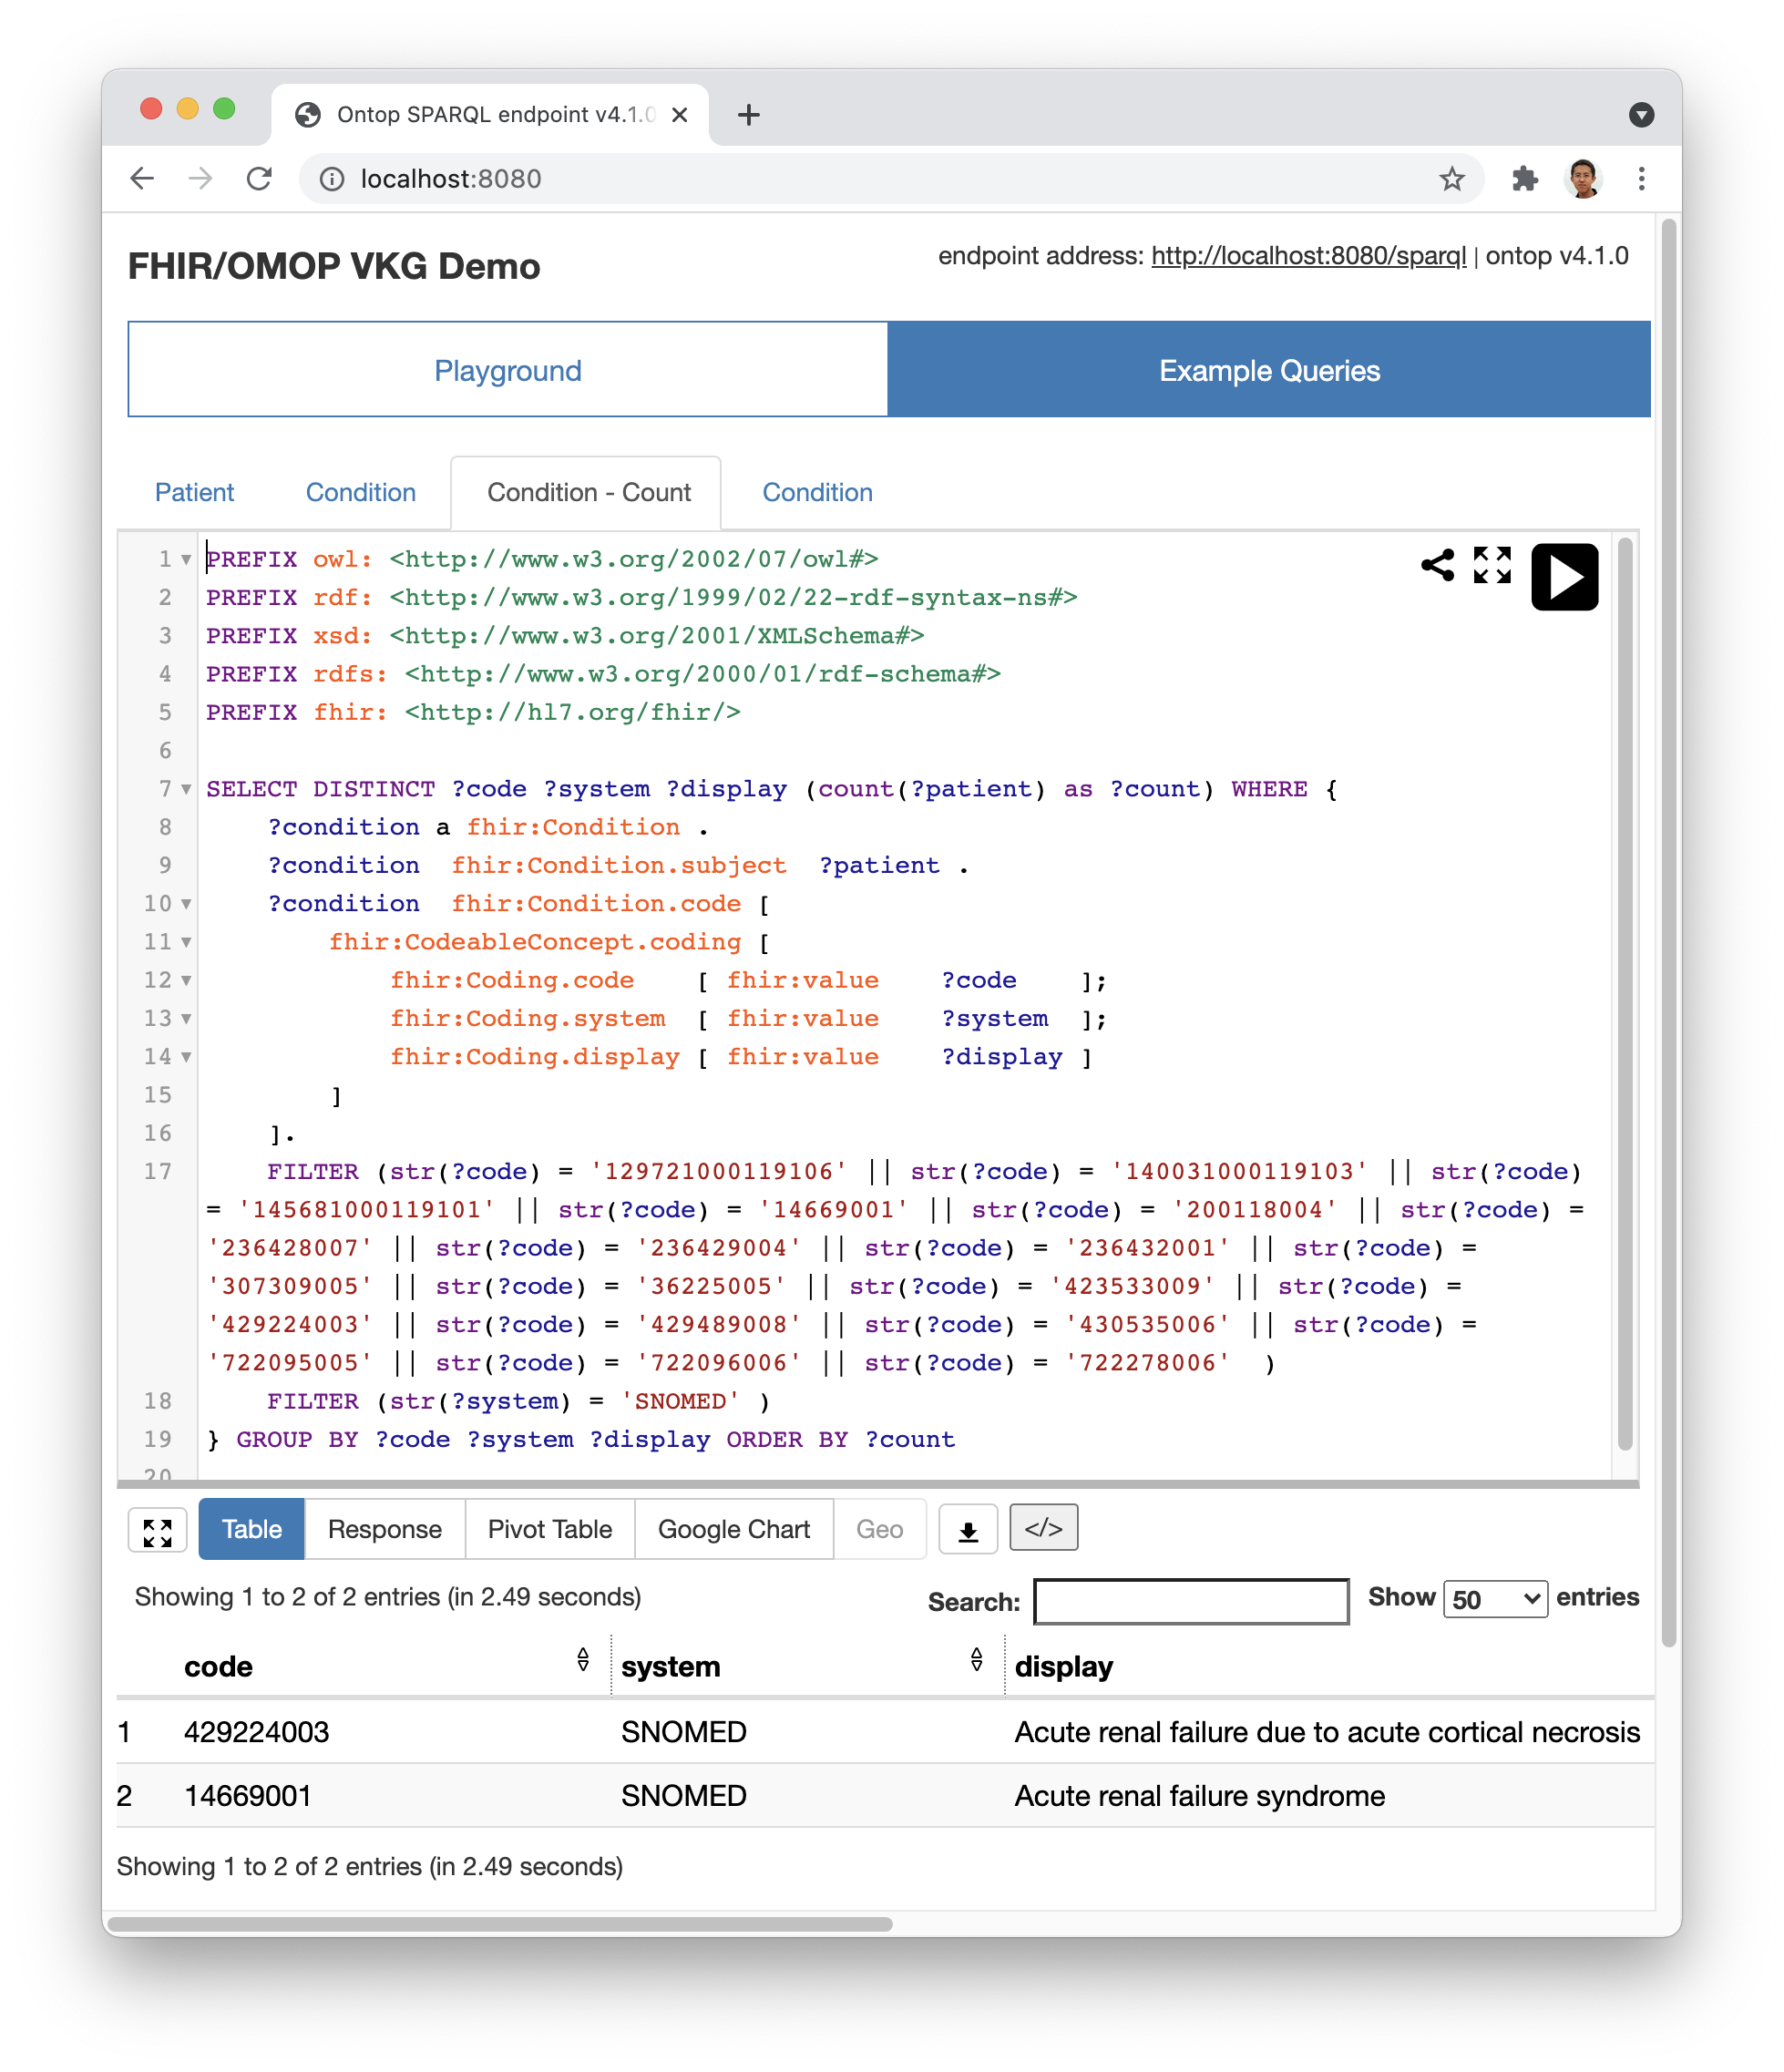 Ontop SPARQL endpoint v4.1.0
localhost:8080
FHIR/OMOP VKG Demo
endpoint address: http://localhost:8080/sparql | ontop v4.1.0
Playground
Example Queries
Patient
Condition
Condition - Count
Condition
1 PREFIX owl: <http://www.w3.org/2002/07/owl#>
2 PREFIX rdf: <http://www.w3.org/1999/02/22-rdf-syntax-ns#>
3 PREFIX xsd: <http://www.w3.org/2001/XMLSchema#>
4 PREFIX rdfs: <http://www.w3.org/2000/01/rdf-schema#>
5 PREFIX fhir: <http://hl7.org/fhir/>
6
7 SELECT DISTINCT ?code ?system ?display (count(?patient) as ?count) WHERE {
8 ?condition a fhir:Condition .
9 ?condition fhir:Condition.subject ?patient .
10 ?condition fhir:Condition.code [
11 fhir:CodeableConcept.coding [
12 fhir:Coding.code [ fhir:value ?code ];
13 fhir:Coding.system [ fhir:value ?system ];
14 fhir:Coding.display [ fhir:value ?display ]
15 ]
16 ].
17 FILTER (str(?code) = '129721000119106' || str(?code) = '140031000119103' || str(?code)
= '145681000119101' || str(?code) = '14669001' || str(?code) = '200118004' || str(?code) =
'236428007' || str(?code) = '236429004' || str(?code) = '236432001' || str(?code) =
'307309005' || str(?code) = '36225005' || str(?code) = '423533009' || str(?code) =
'429224003' || str(?code) = '429489008' || str(?code) = '430535006' || str(?code) =
'722095005' || str(?code) = '722096006' || str(?code) = '722278006' )
18 FILTER (str(?system) = 'SNOMED' )
19 } GROUP BY ?code ?system ?display ORDER BY ?count
20
Table
Response
Pivot Table
Google Chart
Geo
</>
Showing 1 to 2 of 2 entries (in 2.49 seconds)
Search:
Show 50 entries
code system display
1 429224003 SNOMED Acute renal failure due to acute cortical necrosis
2 14669001 SNOMED Acute renal failure syndrome
Showing 1 to 2 of 2 entries (in 2.49 seconds)